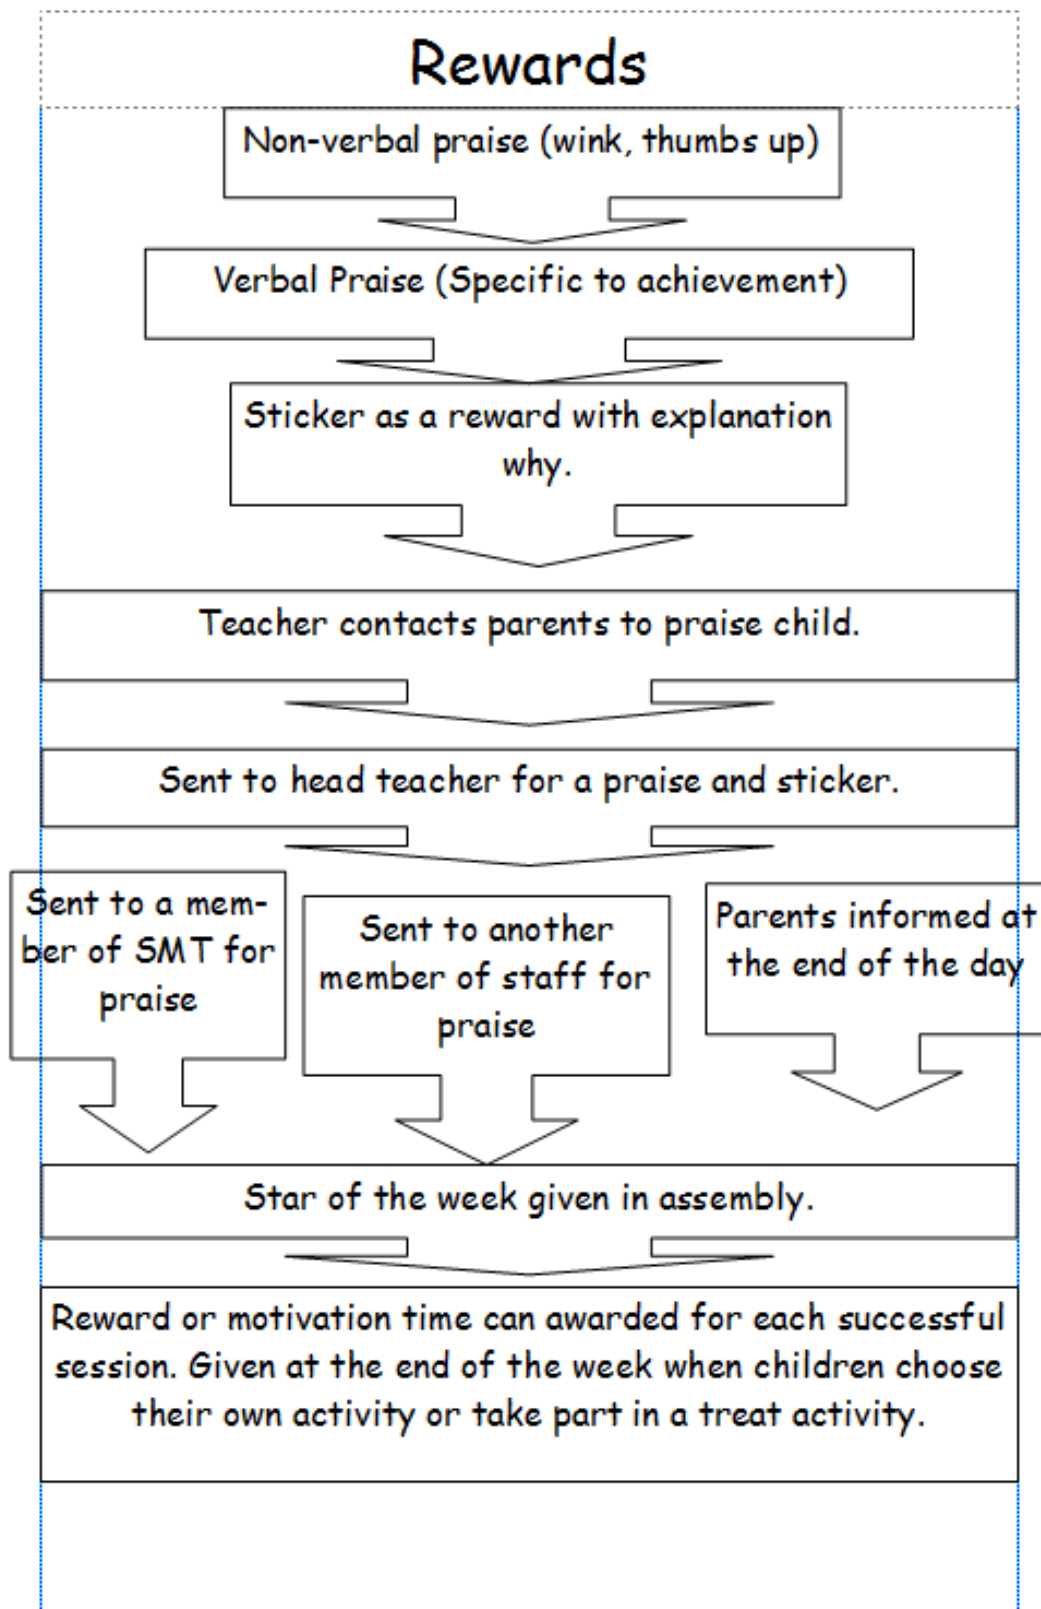 Rewards
Non-verbal praise (wink, thumbs up)
Verbal Praise (Specific to achievement)
Sticker as a reward with explanation
why.
Teacher contacts parents to praise child.
Sent to head teacher for a praise and sticker.
Sent to a mem-
ber of SMT for
praise
Sent to another
member of staff for
praise
Parents informed at
the end of the day
Star of the week given in assembly.
Reward or motivation time can awarded for each successful
session. Given at the end of the week when children choose
their own activity or take part in a treat activity.